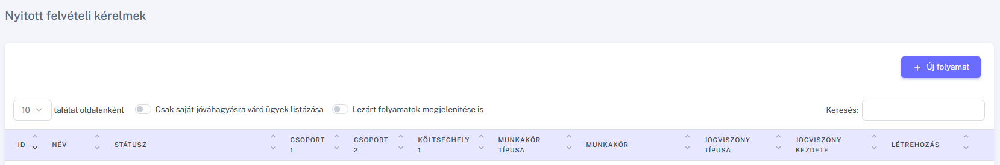 Nyitott felvételi kérelmek
+ Új folyamat
10 találat oldalanként Csak saját jóváhagyásra váró ügyek listázása Lezárt folyamatok megjelenítése is Keresés:
ID NÉV STÁTUSZ CSOPORT 1 CSOPORT 2 KÖLTSÉGHELY 1 MUNKAKÖR TÍPUSA MUNKAKÖR JOGVISZONY TÍPUSA JOGVISZONY KEZDETE LÉTREHOZÁS